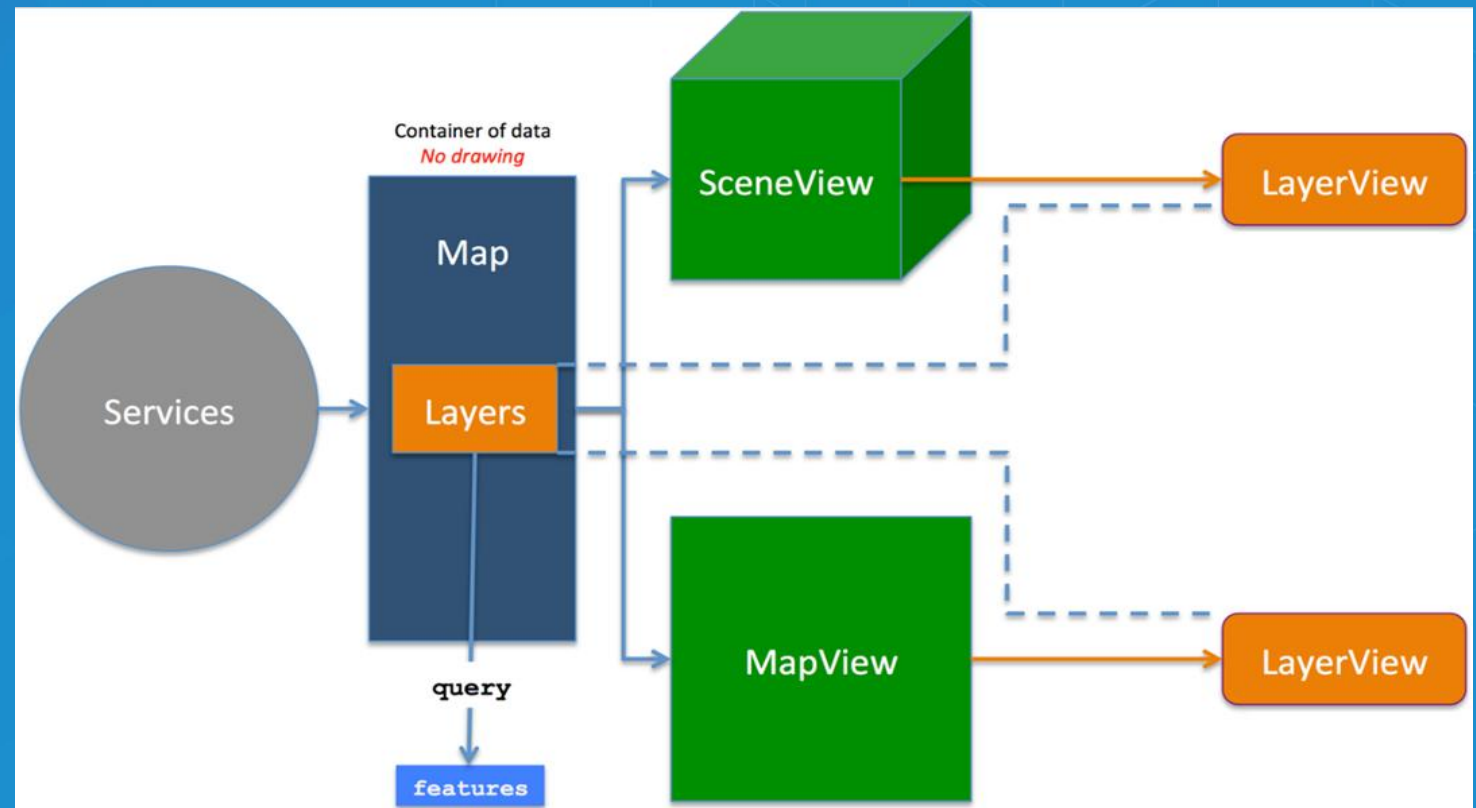 Container of data
No drawing
Map
Services
Layers
query
features
SceneView
LayerView
MapView
LayerView